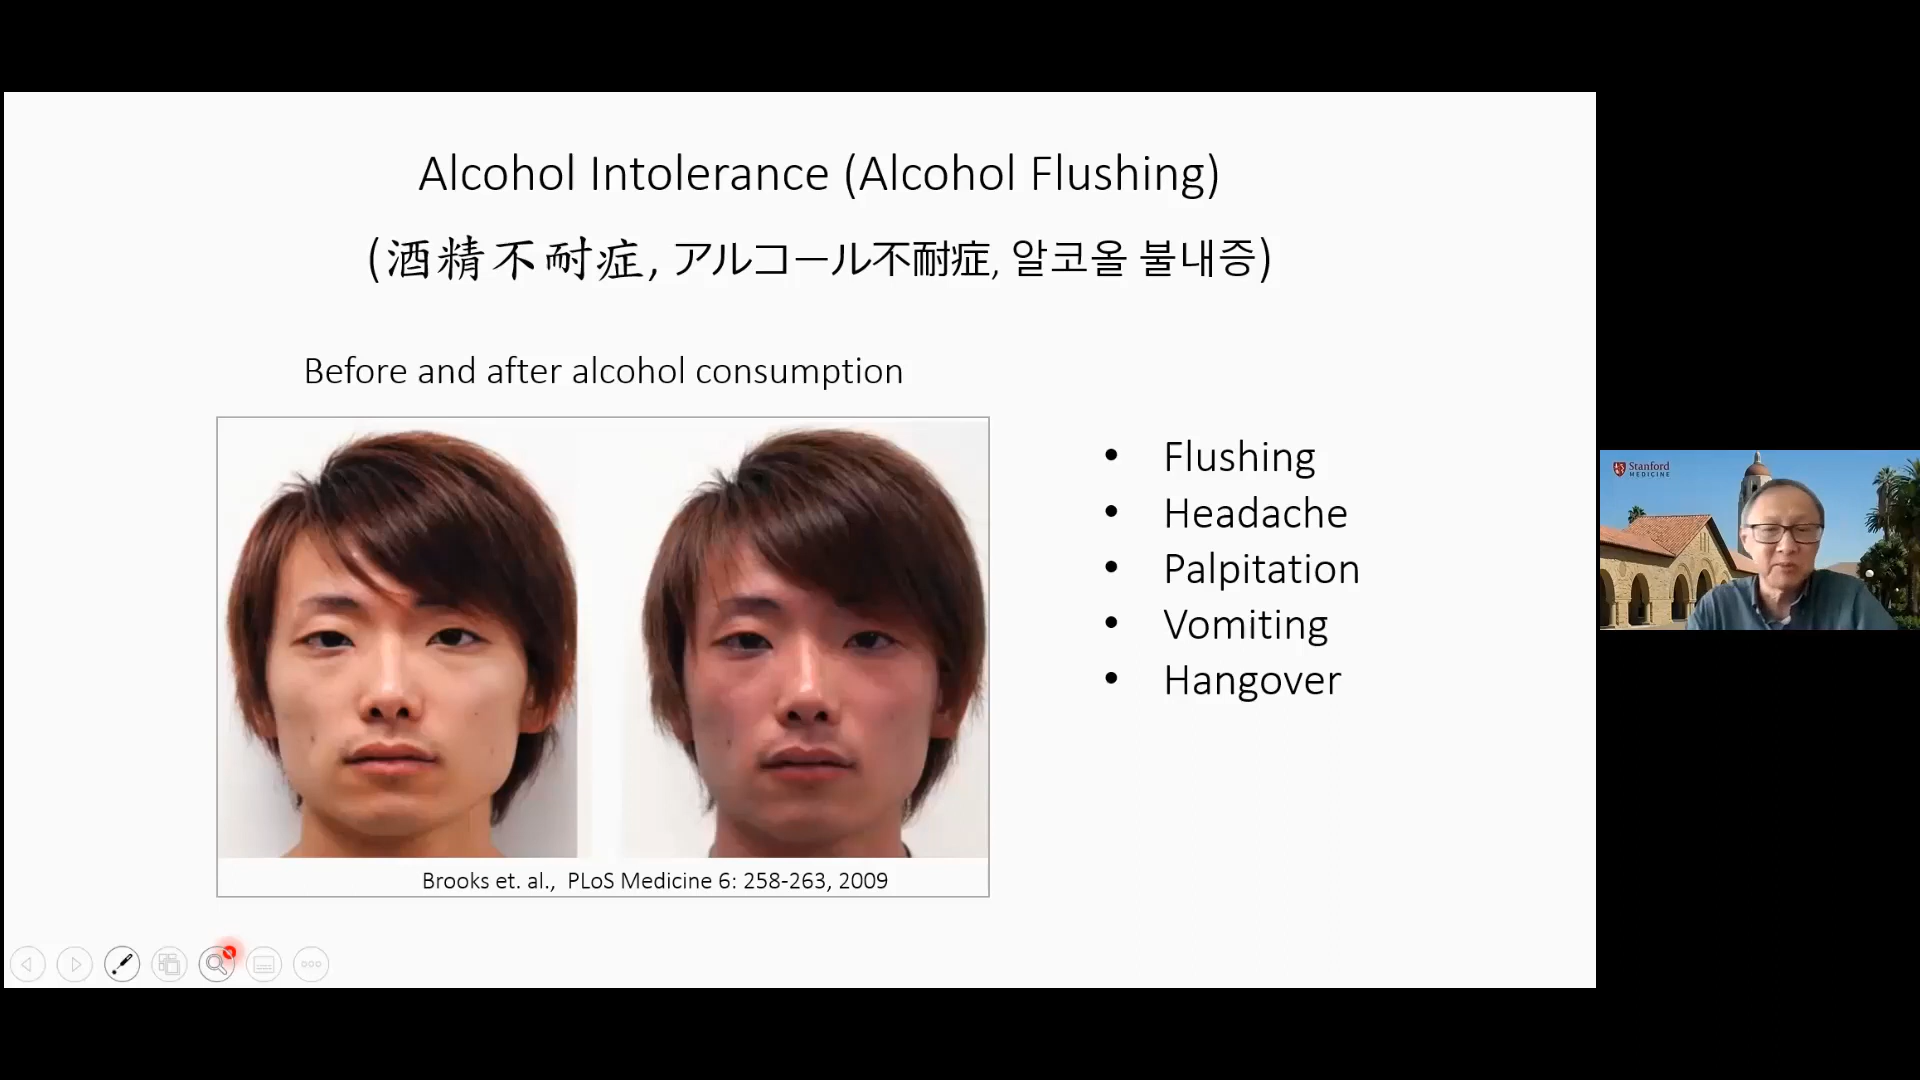 Alcohol Intolerance (Alcohol Flushing)
(酒精不耐症, アルコール不耐症, 알코올 불내증)
Before and after alcohol consumption
• Flushing
• Headache
• Palpitation
• Vomiting
• Hangover
Brooks et. al., PLoS Medicine 6: 258-263, 2009
Stanford
MEDICINE